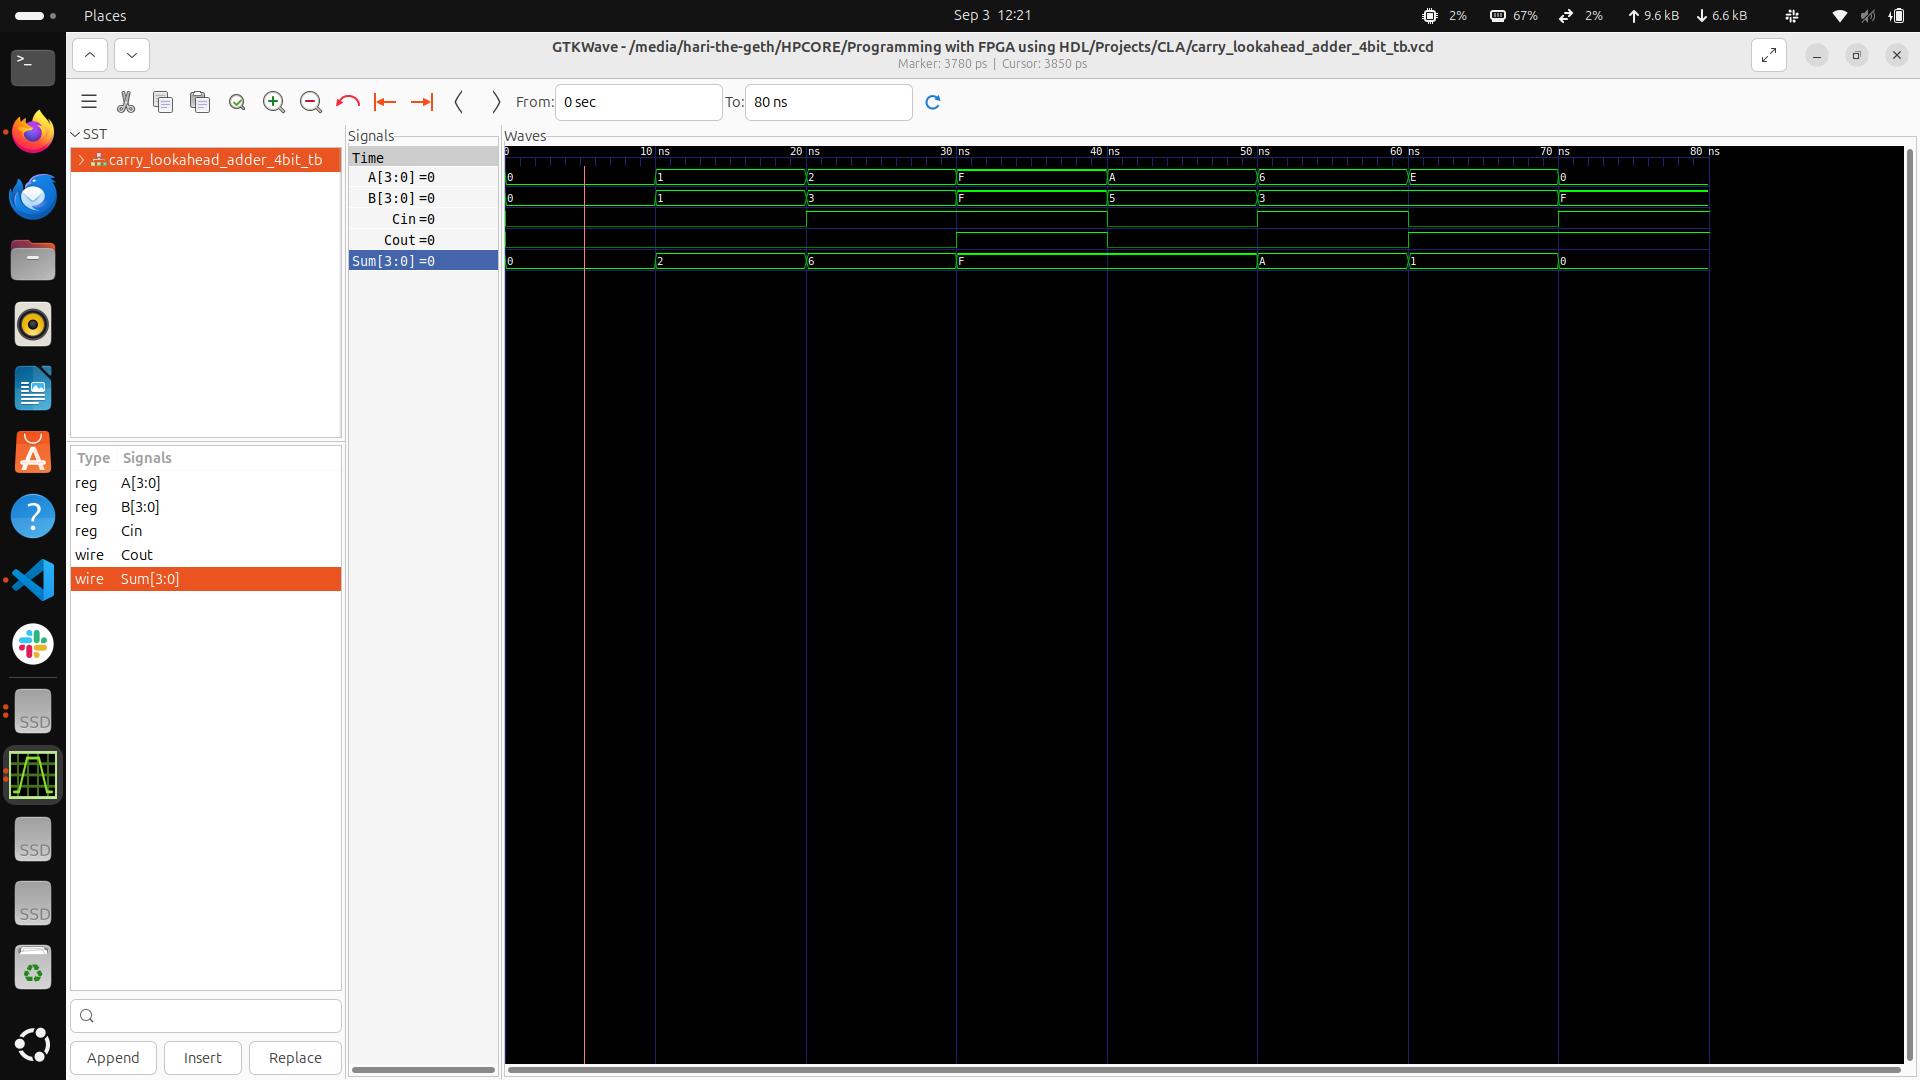 Places
Sep 3 12:21
2% 67% 2% 9.6 kB 6.6 kB
GTKWave - /media/hari-the-geth/HPCORE/Programming with FPGA using HDL/Projects/CLA/carry_lookahead_adder_4bit_tb.vcd
Marker: 3780 ps | Cursor: 3850 ps
From: 0 sec To: 80 ns
SST
carry_lookahead_adder_4bit_tb
Type Signals
reg A[3:0]
reg B[3:0]
reg Cin
wire Cout
wire Sum[3:0]
Append Insert Replace
Signals
Time
A[3:0] =0
B[3:0] =0
Cin =0
Cout =0
Sum[3:0] =0
Waves
0 10 ns 20 ns 30 ns 40 ns 50 ns 60 ns 70 ns 80 ns
0 1 2 F A 6 E 0
0 1 3 F 5 3 F
0 2 6 F A 1 0
>_
A
?
SSD
SSD
SSD